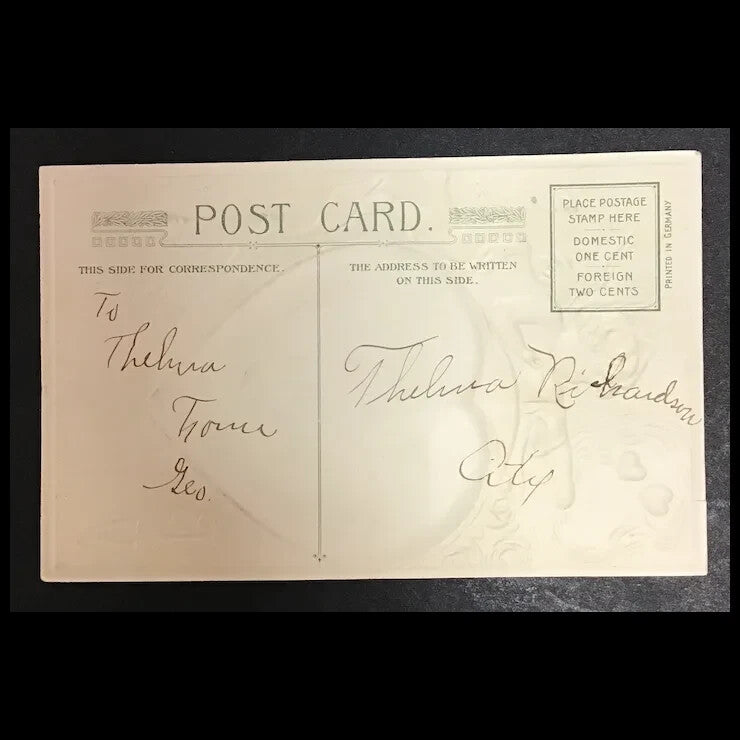 POST CARD.
THIS SIDE FOR CORRESPONDENCE.
To
Thelma
From
Geo.
THE ADDRESS TO BE WRITTEN
ON THIS SIDE.
Thelma Richardson
City
PLACE POSTAGE
STAMP HERE
DOMESTIC
ONE CENT
FOREIGN
TWO CENTS
PRINTED IN GERMANY